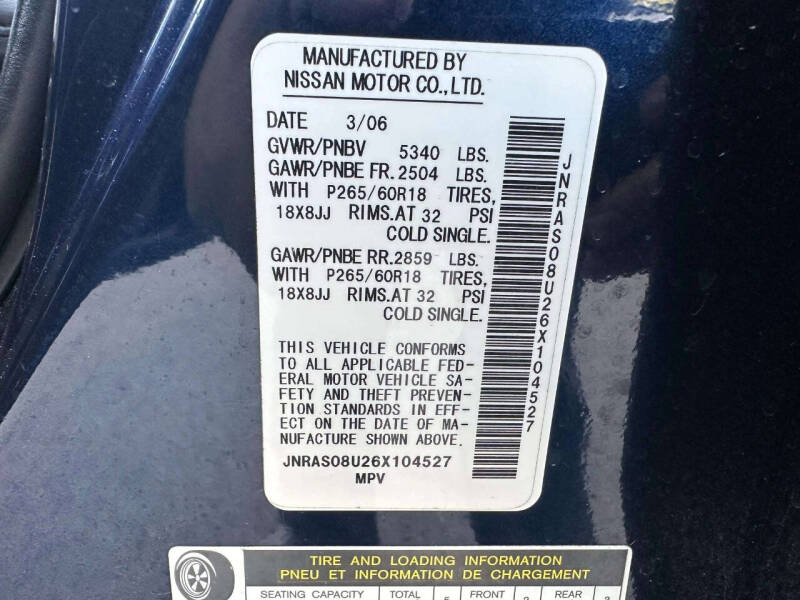 MANUFACTURED BY
NISSAN MOTOR CO.,LTD.
DATE 3/06
GVWR/PNBV 5340 LBS.
GAWR/PNBE FR.2504 LBS.
WITH P265/60R18 TIRES,
18X8JJ RIMS.AT 32 PSI
COLD SINGLE.
GAWR/PNBE RR.2859 LBS.
WITH P265/60R18 TIRES,
18X8JJ RIMS.AT 32 PSI
COLD SINGLE.
THIS VEHICLE CONFORMS
TO ALL APPLICABLE FED-
ERAL MOTOR VEHICLE SA-
FETY AND THEFT PREVEN-
TION STANDARDS IN EFF-
ECT ON THE DATE OF MA-
NUFACTURE SHOWN ABOVE.
JNRAS08U26X104527
MPV
JNRAS08U26X104527
TIRE AND LOADING INFORMATION
PNEU ET INFORMATION DE CHARGEMENT
SEATING CAPACITY TOTAL 5 FRONT 2 REAR 3